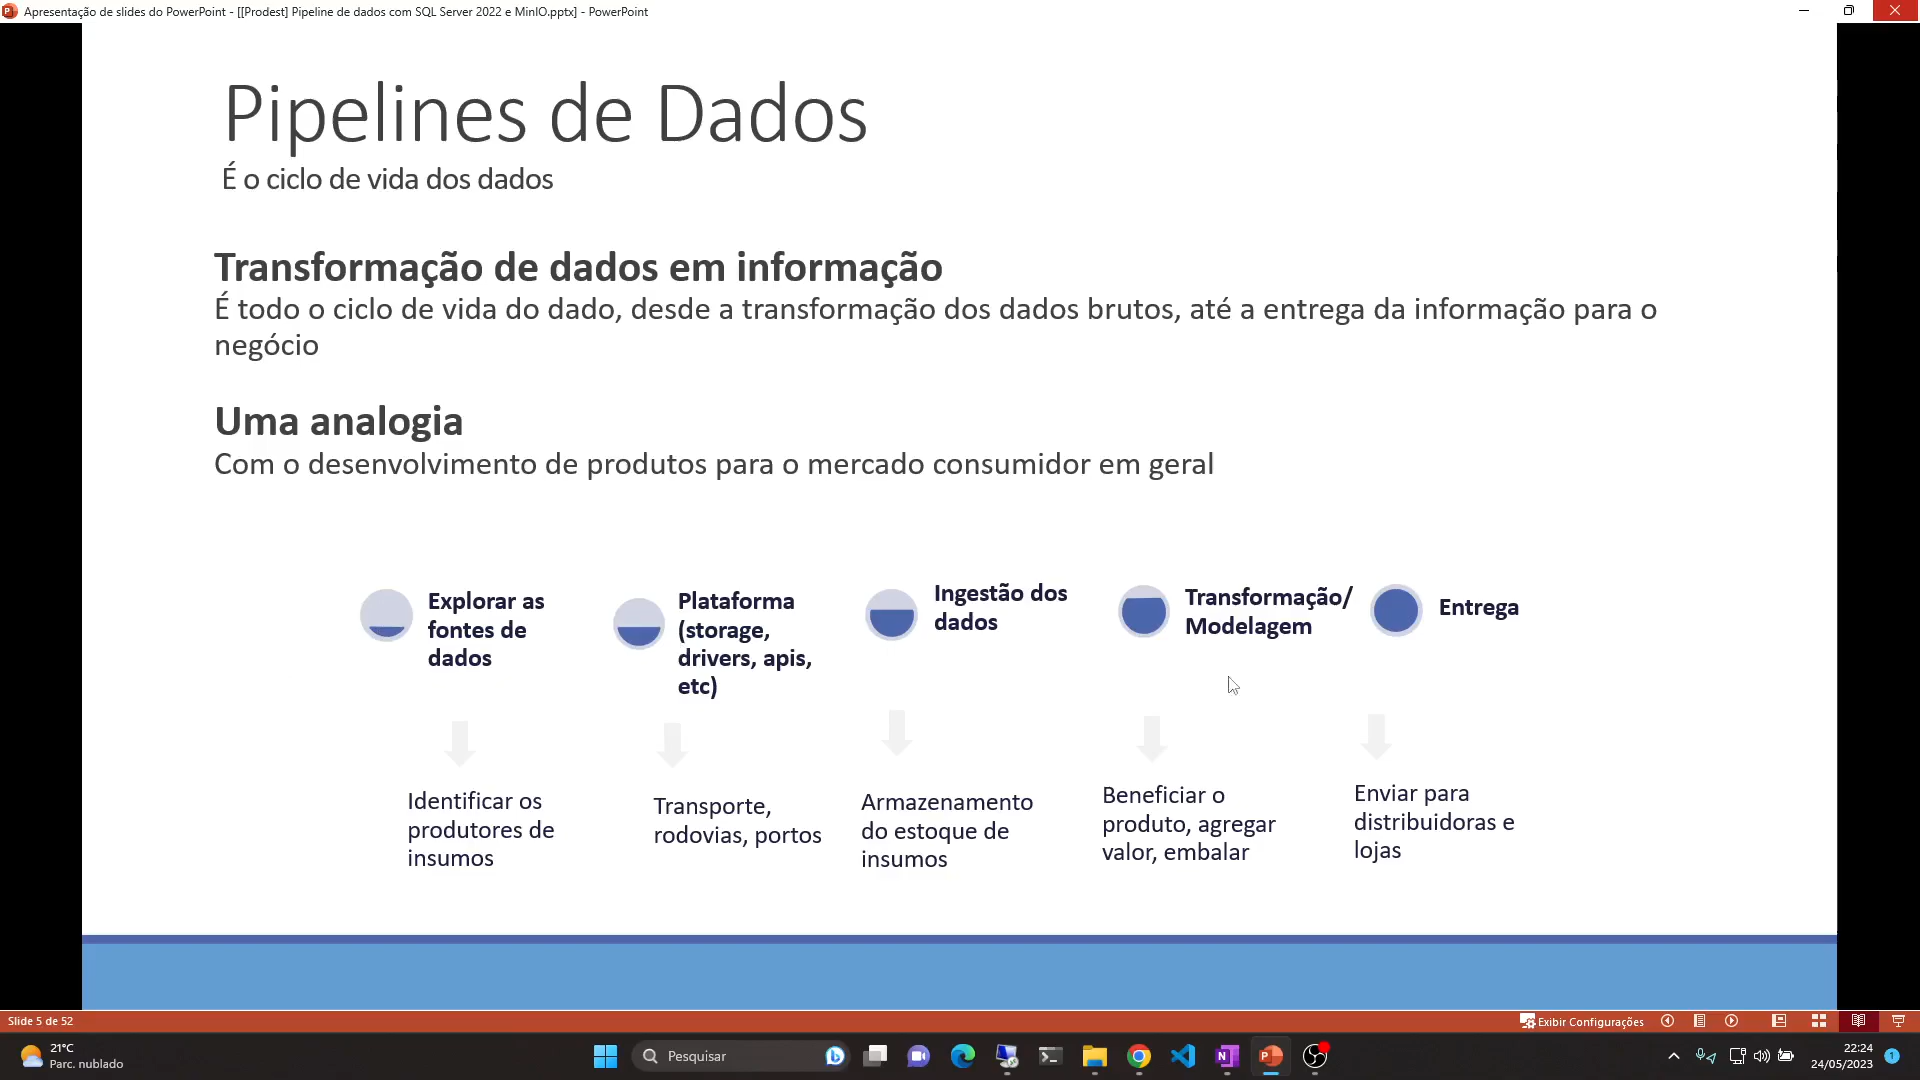 Apresentação de slides do PowerPoint - [[Prodest] Pipeline de dados com SQL Server 2022 e MinIO.pptx] - PowerPoint
Pipelines de Dados
É o ciclo de vida dos dados
Transformação de dados em informação
É todo o ciclo de vida do dado, desde a transformação dos dados brutos, até a entrega da informação para o
negócio
Uma analogia
Com o desenvolvimento de produtos para o mercado consumidor em geral
Explorar as
fontes de
dados
Plataforma
(storage,
drivers, apis,
etc)
Ingestão dos
dados
Transformação/
Modelagem
Entrega
Identificar os
produtores de
insumos
Transporte,
rodovias, portos
Armazenamento
do estoque de
insumos
Beneficiar o
produto, agregar
valor, embalar
Enviar para
distribuidoras e
lojas
Slide 5 de 52
Exibir Configurações
21°C
Parc. nublado
Pesquisar
22:24
24/05/2023
1